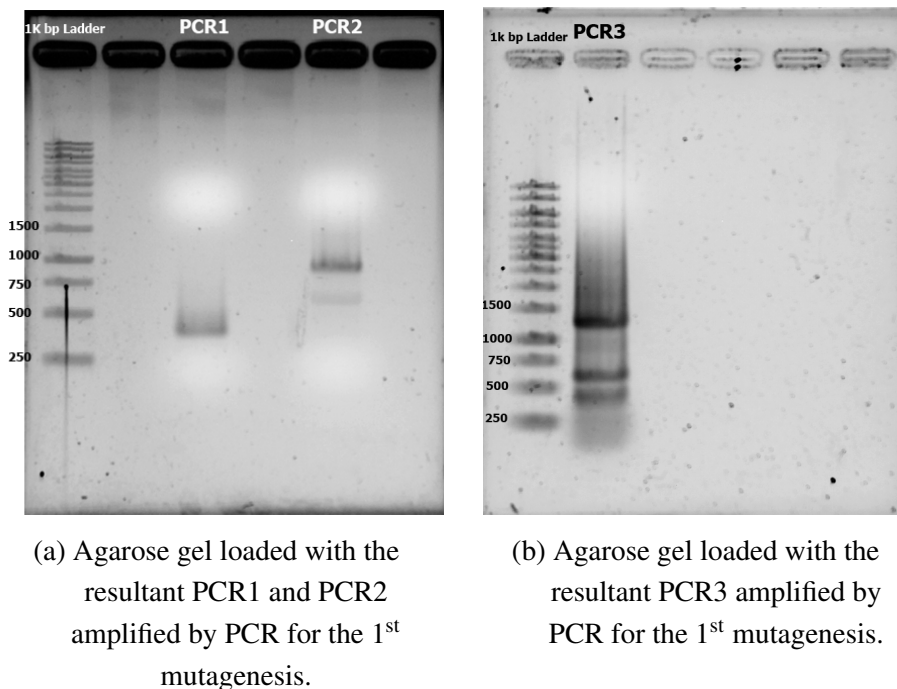 1K bp Ladder PCR1 PCR2
1500
1000
750
500
250
1k bp Ladder PCR3
1500
1000
750
500
250
(a) Agarose gel loaded with the
resultant PCR1 and PCR2
amplified by PCR for the 1st
mutagenesis.
(b) Agarose gel loaded with the
resultant PCR3 amplified by
PCR for the 1st mutagenesis.